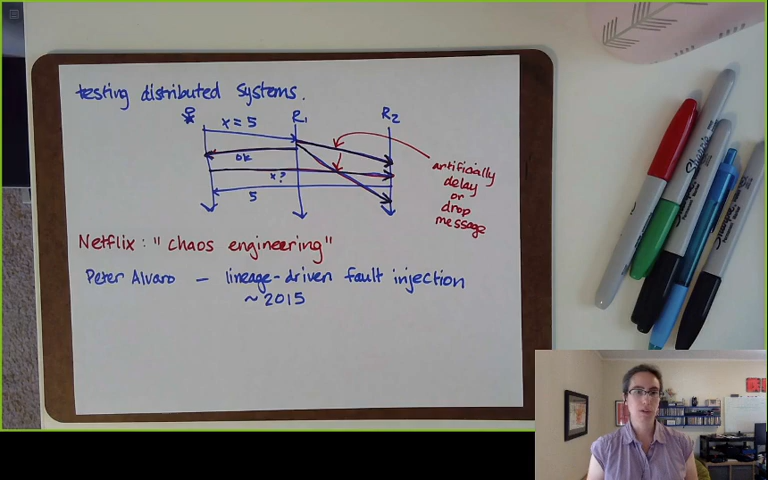 testing distributed systems.
x = 5
R1
R2
ok
x?
5
artificially
delay
or
drop
message
Netflix: "chaos engineering"
Peter Alvaro — lineage-driven fault injection
~ 2015
Sharpie